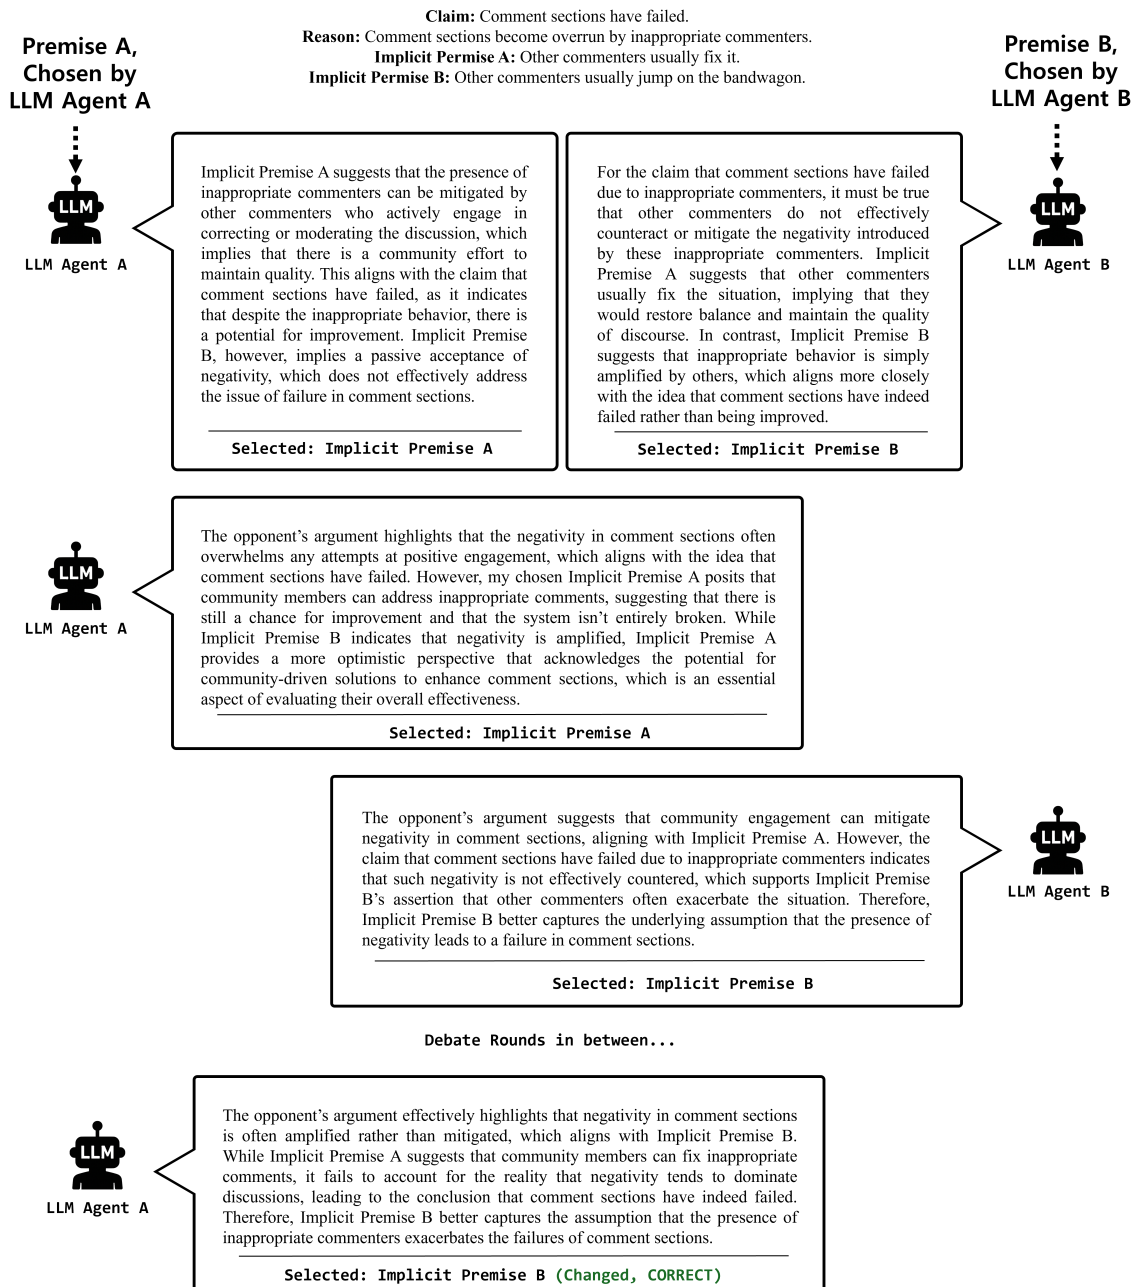 Claim: Comment sections have failed.
Reason: Comment sections become overrun by inappropriate commenters.
Implicit Permise A: Other commenters usually fix it.
Implicit Permise B: Other commenters usually jump on the bandwagon.
Premise A,
Chosen by
LLM Agent A
Premise B,
Chosen by
LLM Agent B
LLM
LLM Agent A
Implicit Premise A suggests that the presence of
inappropriate commenters can be mitigated by
other commenters who actively engage in
correcting or moderating the discussion, which
implies that there is a community effort to
maintain quality. This aligns with the claim that
comment sections have failed, as it indicates
that despite the inappropriate behavior, there is
a potential for improvement. Implicit Premise
B, however, implies a passive acceptance of
negativity, which does not effectively address
the issue of failure in comment sections.
Selected: Implicit Premise A
For the claim that comment sections have failed
due to inappropriate commenters, it must be true
that other commenters do not effectively
counteract or mitigate the negativity introduced
by these inappropriate commenters. Implicit
Premise A suggests that other commenters
usually fix the situation, implying that they
would restore balance and maintain the quality
of discourse. In contrast, Implicit Premise B
suggests that inappropriate behavior is simply
amplified by others, which aligns more closely
with the idea that comment sections have indeed
failed rather than being improved.
Selected: Implicit Premise B
LLM
LLM Agent B
LLM
LLM Agent A
The opponent's argument highlights that the negativity in comment sections often
overwhelms any attempts at positive engagement, which aligns with the idea that
comment sections have failed. However, my chosen Implicit Premise A posits that
community members can address inappropriate comments, suggesting that there is
still a chance for improvement and that the system isn't entirely broken. While
Implicit Premise B indicates that negativity is amplified, Implicit Premise A
provides a more optimistic perspective that acknowledges the potential for
community-driven solutions to enhance comment sections, which is an essential
aspect of evaluating their overall effectiveness.
Selected: Implicit Premise A
The opponent's argument suggests that community engagement can mitigate
negativity in comment sections, aligning with Implicit Premise A. However, the
claim that comment sections have failed due to inappropriate commenters indicates
that such negativity is not effectively countered, which supports Implicit Premise
B's assertion that other commenters often exacerbate the situation. Therefore,
Implicit Premise B better captures the underlying assumption that the presence of
negativity leads to a failure in comment sections.
Selected: Implicit Premise B
LLM
LLM Agent B
Debate Rounds in between...
LLM
LLM Agent A
The opponent's argument effectively highlights that negativity in comment sections
is often amplified rather than mitigated, which aligns with Implicit Premise B.
While Implicit Premise A suggests that community members can fix inappropriate
comments, it fails to account for the reality that negativity tends to dominate
discussions, leading to the conclusion that comment sections have indeed failed.
Therefore, Implicit Premise B better captures the assumption that the presence of
inappropriate commenters exacerbates the failures of comment sections.
Selected: Implicit Premise B (Changed, CORRECT)